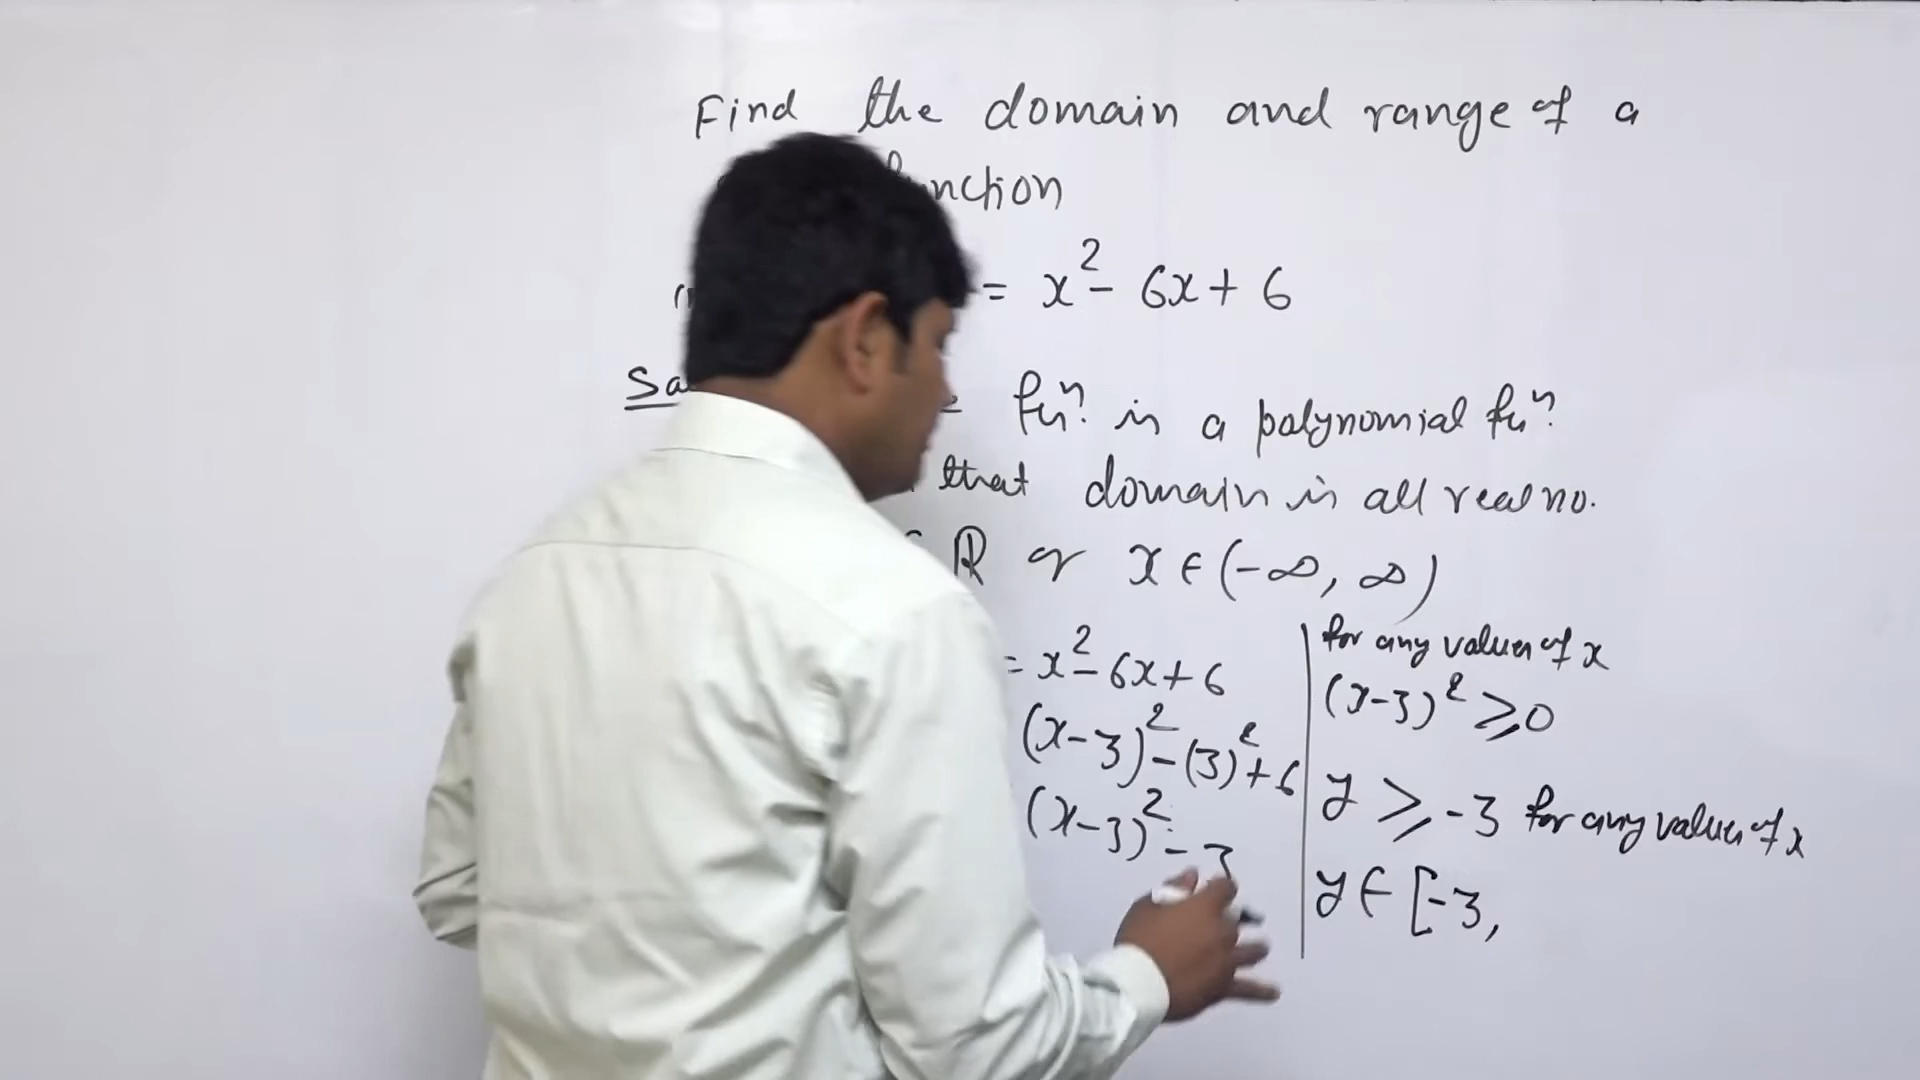 Find the domain and range of a
function
= x² - 6x + 6
fuⁿ. is a polynomial fuⁿ.
that domain is all real no.
ℝ or x ∈ (-∞, ∞)
= x² - 6x + 6
(x-3)² - (3)² + 6
(x-3)² - 3
for any values of x
(x-3)² ≥ 0
y ≥ -3 for any values of x
y ∈ [-3,